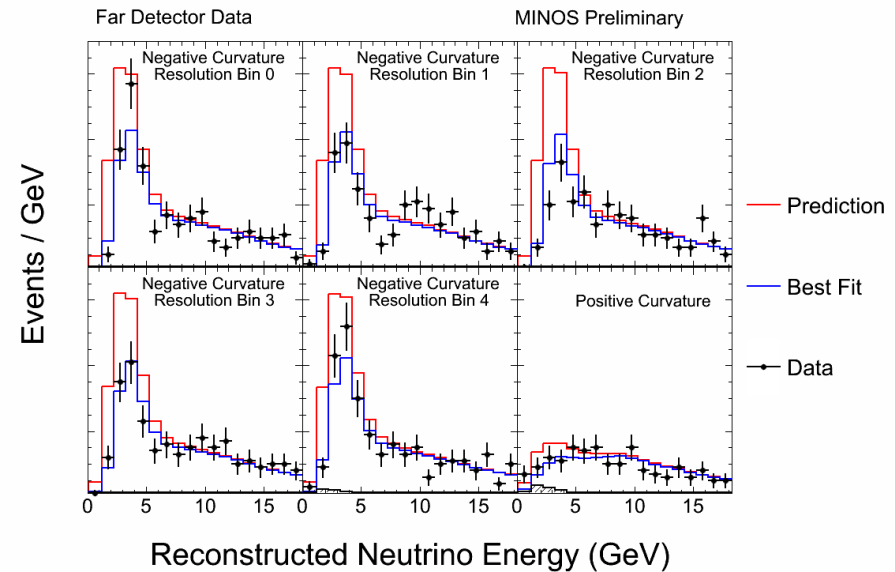 Far Detector Data
MINOS Preliminary
Negative Curvature
Resolution Bin 0
Negative Curvature
Resolution Bin 1
Negative Curvature
Resolution Bin 2
Negative Curvature
Resolution Bin 3
Negative Curvature
Resolution Bin 4
Positive Curvature
Events / GeV
Prediction
Best Fit
Data
0 5 10 15 0 5 10 15 0 5 10 15
Reconstructed Neutrino Energy (GeV)